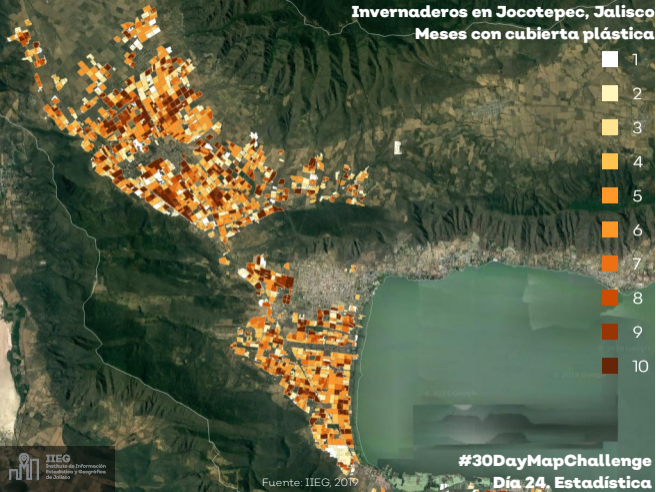 Invernaderos en Jocotepec, Jalisco
Meses con cubierta plástica
1
2
3
4
5
6
7
8
9
10
IIEG
Instituto de Información
Estadística y Geográfica
de Jalisco
Fuente: IIEG, 2019
#30DayMapChallenge
Día 24. Estadística